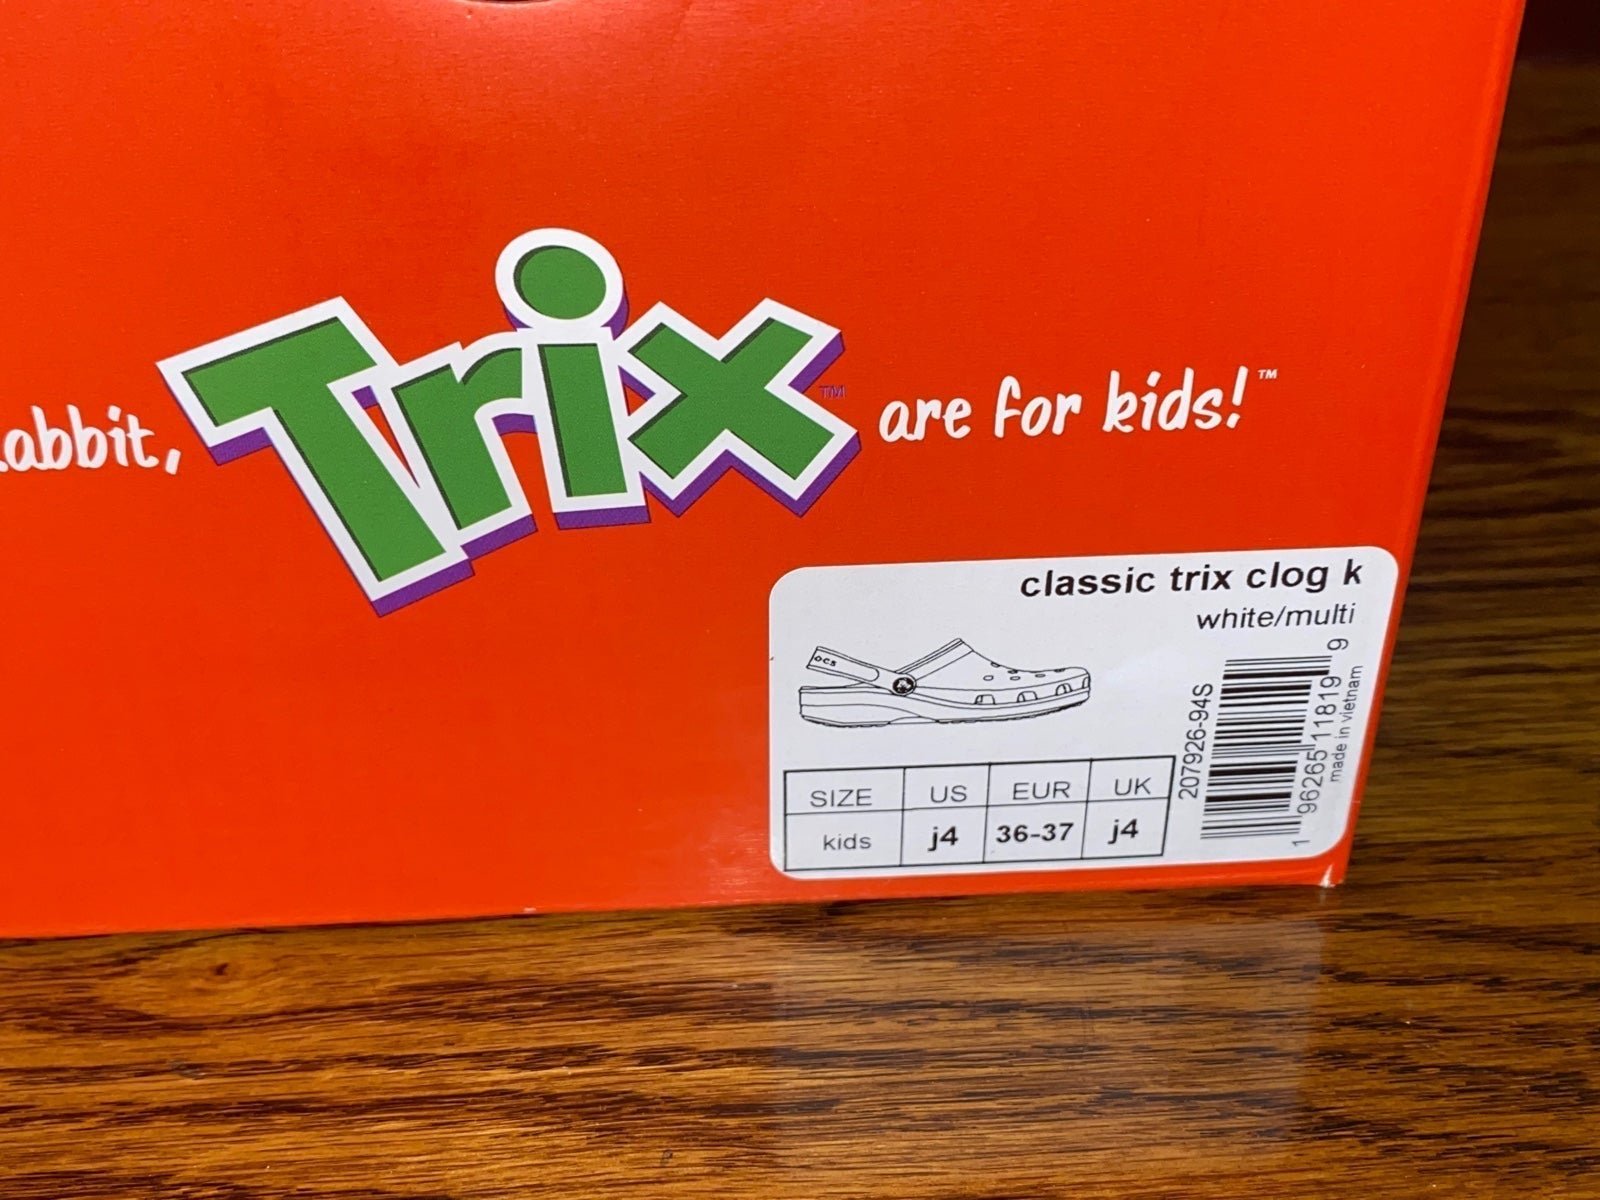 abbit, Trix™ are for kids!™
classic trix clog k
white/multi
ocs
SIZE US EUR UK
kids j4 36-37 j4
207926-94S
1 96265 11819 9
made in vietnam